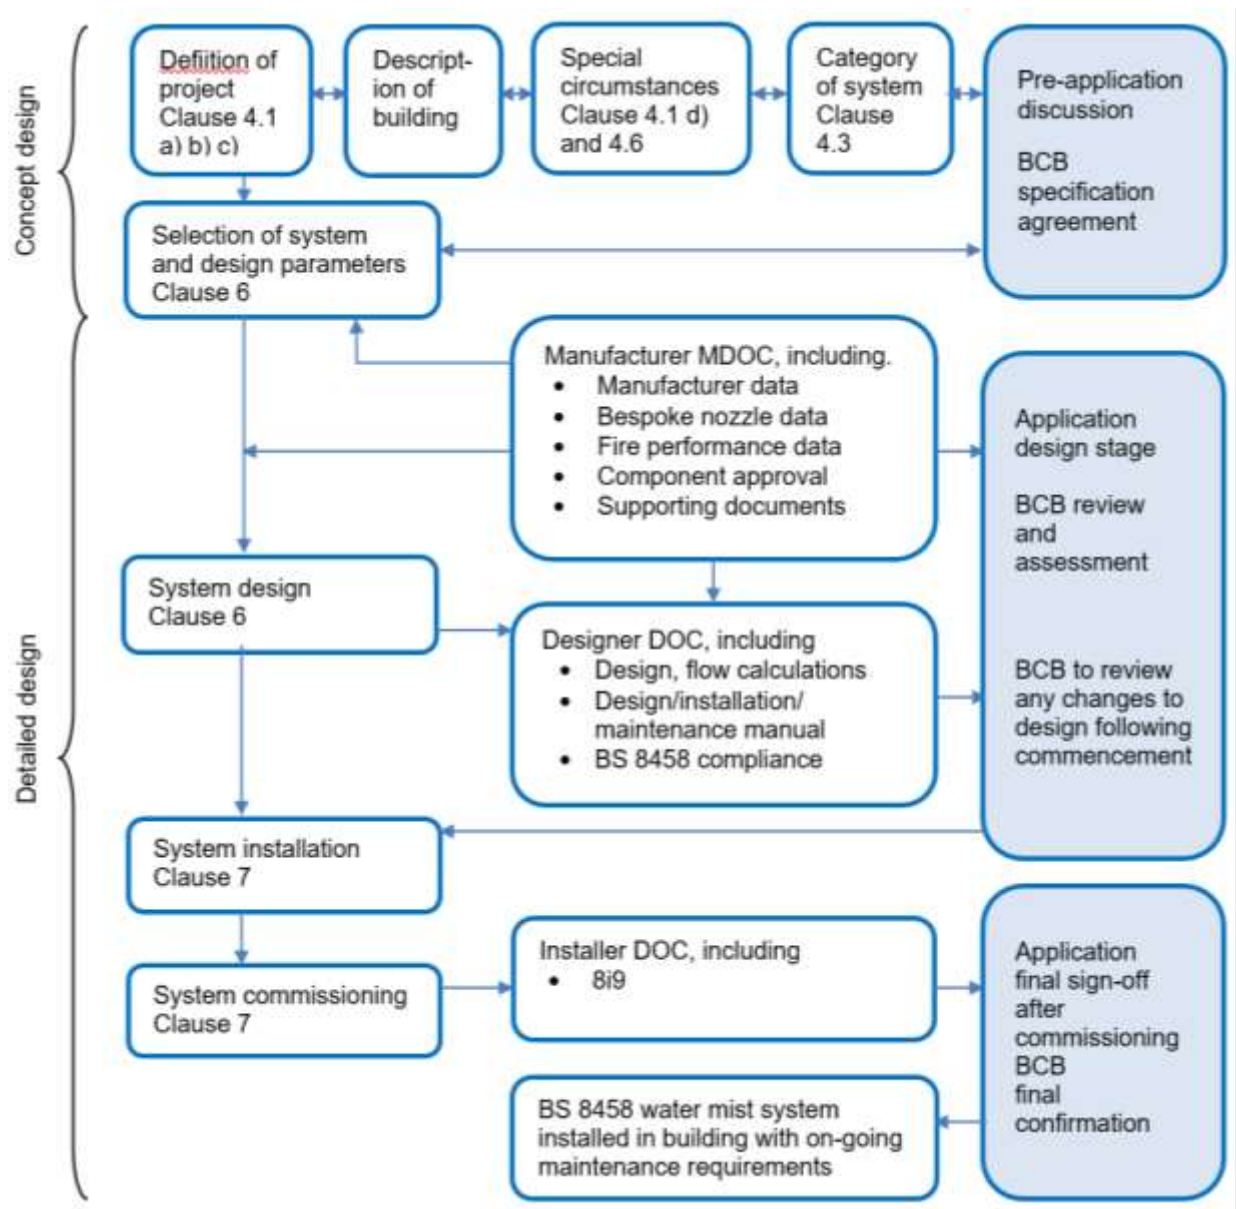 Concept design
Defiition of
project
Clause 4.1
a) b) c)
Descript-
ion of
building
Special
circumstances
Clause 4.1 d)
and 4.6
Category
of system
Clause
4.3
Pre-application
discussion
BCB
specification
agreement
Selection of system
and design parameters
Clause 6
Detailed design
Manufacturer MDOC, including.
• Manufacturer data
• Bespoke nozzle data
• Fire performance data
• Component approval
• Supporting documents
Application
design stage
BCB review
and
assessment
BCB to review
any changes to
design following
commencement
System design
Clause 6
Designer DOC, including
• Design, flow calculations
• Design/installation/
maintenance manual
• BS 8458 compliance
System installation
Clause 7
System commissioning
Clause 7
Installer DOC, including
• 8i9
Application
final sign-off
after
commissioning
BCB
final
confirmation
BS 8458 water mist system
installed in building with on-going
maintenance requirements